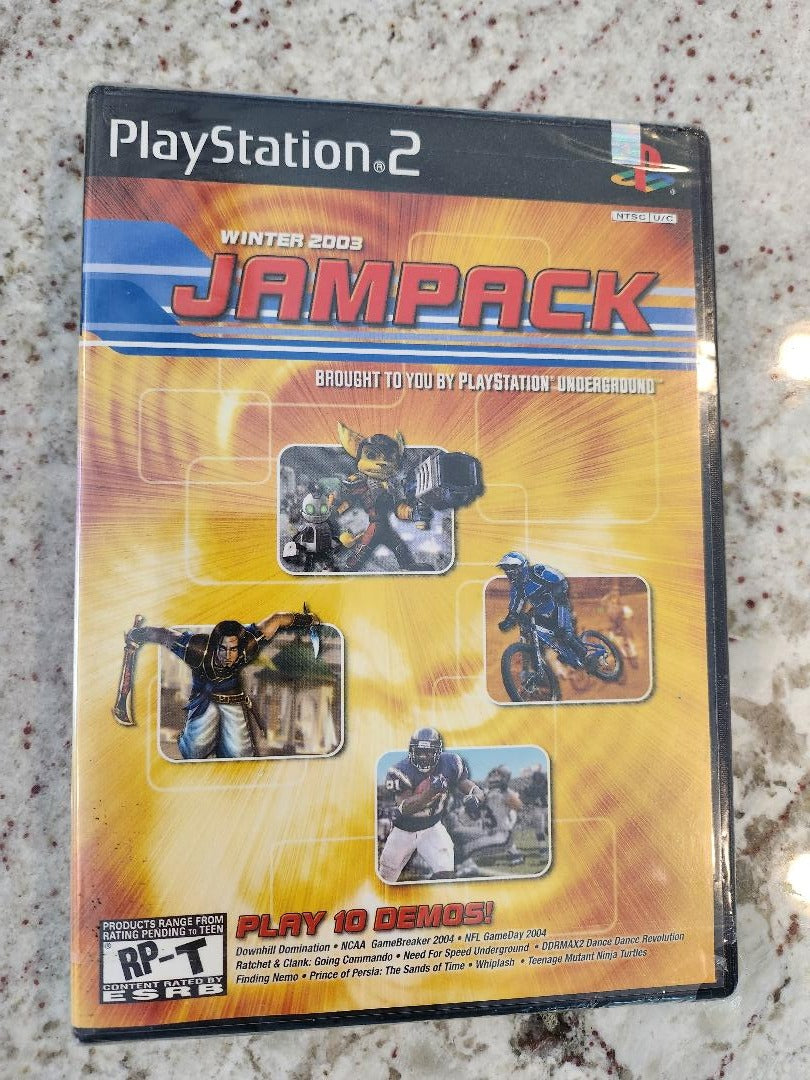 PlayStation®2
NTSC U/C
WINTER 2003
JAMPACK
BROUGHT TO YOU BY PLAYSTATION® UNDERGROUND™
21
PLAY 10 DEMOS!
Downhill Domination • NCAA GameBreaker 2004 • NFL GameDay 2004
Ratchet & Clank: Going Commando • Need For Speed Underground • DDRMAX2 Dance Dance Revolution
Finding Nemo • Prince of Persia: The Sands of Time • Whiplash • Teenage Mutant Ninja Turtles
PRODUCTS RANGE FROM
RATING PENDING TO TEEN
RP-T
CONTENT RATED BY
ESRB